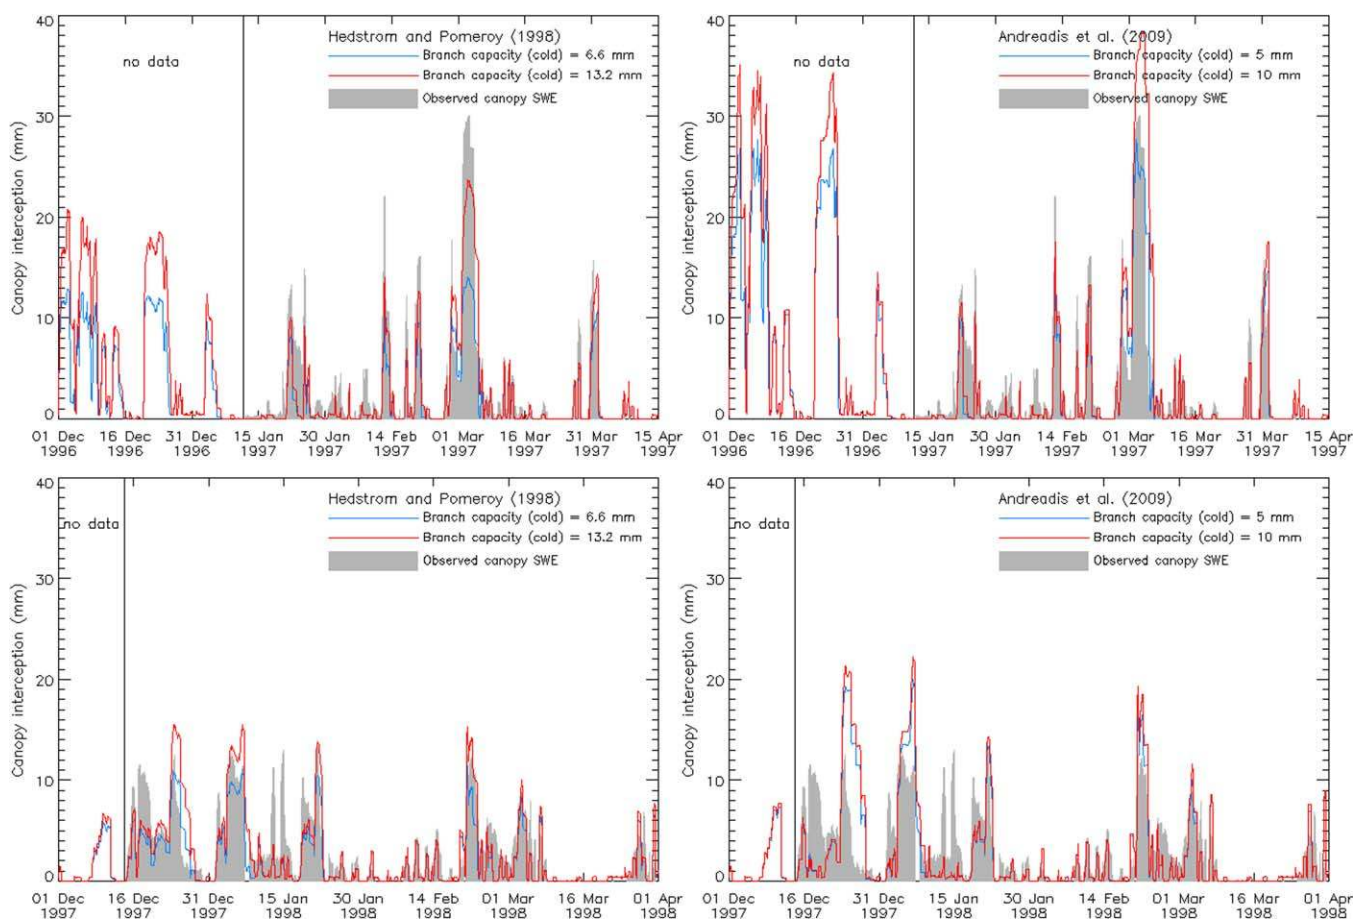 40
30
20
10
0
Canopy interception (mm)
no data
Hedstrom and Pomeroy (1998)
Branch capacity (cold) = 6.6 mm
Branch capacity (cold) = 13.2 mm
Observed canopy SWE
01 Dec 16 Dec 31 Dec 15 Jan 30 Jan 14 Feb 01 Mar 16 Mar 31 Mar 15 Apr
1996 1996 1996 1997 1997 1997 1997 1997 1997 1997
40
30
20
10
0
Canopy interception (mm)
no data
Andreadis et al. (2009)
Branch capacity (cold) = 5 mm
Branch capacity (cold) = 10 mm
Observed canopy SWE
01 Dec 16 Dec 31 Dec 15 Jan 30 Jan 14 Feb 01 Mar 16 Mar 31 Mar 15 Apr
1996 1996 1996 1997 1997 1997 1997 1997 1997 1997
40
30
20
10
0
Canopy interception (mm)
no data
Hedstrom and Pomeroy (1998)
Branch capacity (cold) = 6.6 mm
Branch capacity (cold) = 13.2 mm
Observed canopy SWE
01 Dec 16 Dec 31 Dec 15 Jan 30 Jan 14 Feb 01 Mar 16 Mar 01 Apr
1997 1997 1997 1998 1998 1998 1998 1998 1998
40
30
20
10
0
Canopy interception (mm)
no data
Andreadis et al. (2009)
Branch capacity (cold) = 5 mm
Branch capacity (cold) = 10 mm
Observed canopy SWE
01 Dec 16 Dec 31 Dec 15 Jan 30 Jan 14 Feb 01 Mar 16 Mar 01 Apr
1997 1997 1997 1998 1998 1998 1998 1998 1998